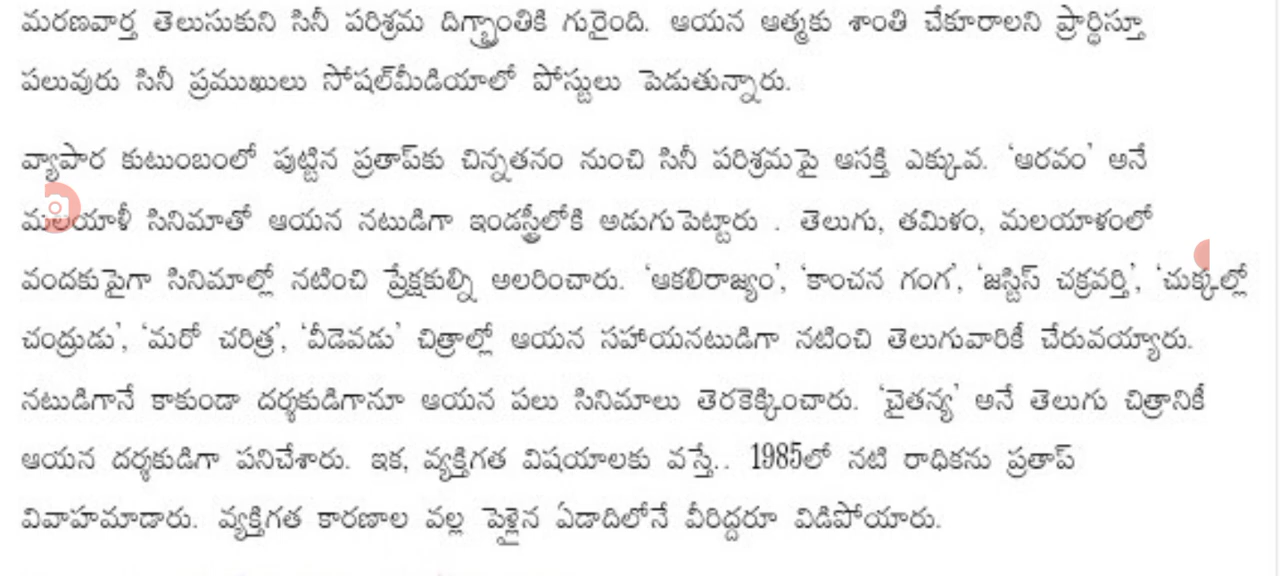 మరణవార్త తెలుసుకుని సినీ పరిశ్రమ దిగ్భ్రాంతికి గురైంది. ఆయన ఆత్మకు శాంతి చేకూరాలని ప్రార్థిస్తూ
పలువురు సినీ ప్రముఖులు సోషల్‌మీడియాలో పోస్టులు పెడుతున్నారు.
వ్యాపార కుటుంబంలో పుట్టిన ప్రతాప్‌కు చిన్నతనం నుంచి సినీ పరిశ్రమపై ఆసక్తి ఎక్కువ. ‘ఆరవం’ అనే
మలయాళీ సినిమాతో ఆయన నటుడిగా ఇండస్ట్రీలోకి అడుగుపెట్టారు . తెలుగు, తమిళం, మలయాళంలో
వందకుపైగా సినిమాల్లో నటించి ప్రేక్షకుల్ని అలరించారు. ‘ఆకలిరాజ్యం’, ‘కాంచన గంగ’, ‘జస్టిస్ చక్రవర్తి’, ‘చుక్కల్లో
చంద్రుడు’, ‘మరో చరిత్ర’, ‘వీడెవడు’ చిత్రాల్లో ఆయన సహాయనటుడిగా నటించి తెలుగువారికీ చేరువయ్యారు.
నటుడిగానే కాకుండా దర్శకుడిగానూ ఆయన పలు సినిమాలు తెరకెక్కించారు. ‘చైతన్య’ అనే తెలుగు చిత్రానికీ
ఆయన దర్శకుడిగా పనిచేశారు. ఇక, వ్యక్తిగత విషయాలకు వస్తే.. 1985లో నటి రాధికను ప్రతాప్
వివాహమాడారు. వ్యక్తిగత కారణాల వల్ల పెళ్లైన ఏడాదిలోనే వీరిద్దరూ విడిపోయారు.